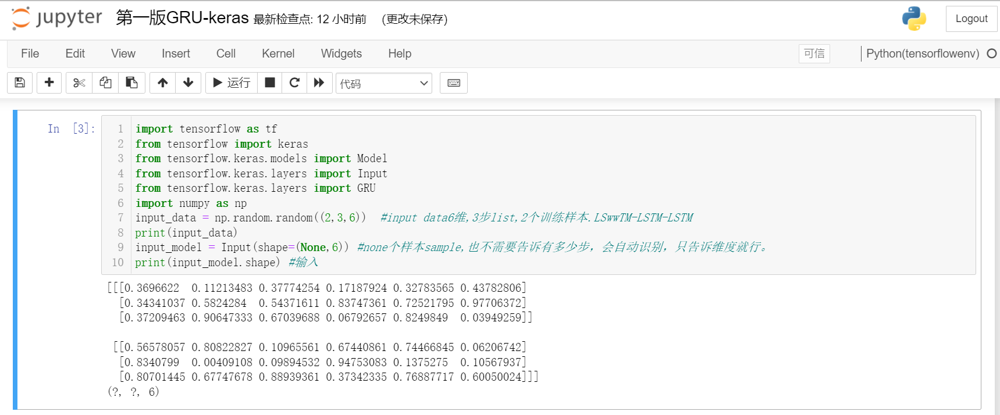 jupyter 第一版GRU-keras 最新检查点: 12 小时前 (更改未保存) Logout
File Edit View Insert Cell Kernel Widgets Help 可信 Python(tensorflowenv)
运行 代码
In [3]:
1 import tensorflow as tf
2 from tensorflow import keras
3 from tensorflow.keras.models import Model
4 from tensorflow.keras.layers import Input
5 from tensorflow.keras.layers import GRU
6 import numpy as np
7 input_data = np.random.random((2,3,6)) #input data6维,3步list,2个训练样本.LSwwTM-LSTM-LSTM
8 print(input_data)
9 input_model = Input(shape=(None,6)) #none个样本sample,也不需要告诉有多少步，会自动识别，只告诉维度就行。
10 print(input_model.shape) #输入
[[[0.3696622  0.11213483 0.37774254 0.17187924 0.32783565 0.43782806]
[0.34341037 0.5824284  0.54371611 0.83747361 0.72521795 0.97706372]
[0.37209463 0.90647333 0.67039688 0.06792657 0.8249849  0.03949259]]
[[0.56578057 0.80822827 0.10965561 0.67440861 0.74466845 0.06206742]
[0.8340799  0.00409108 0.09894532 0.94753083 0.1375275  0.10567937]
[0.80701445 0.67747678 0.88939361 0.37342335 0.76887717 0.60050024]]]
(?, ?, 6)